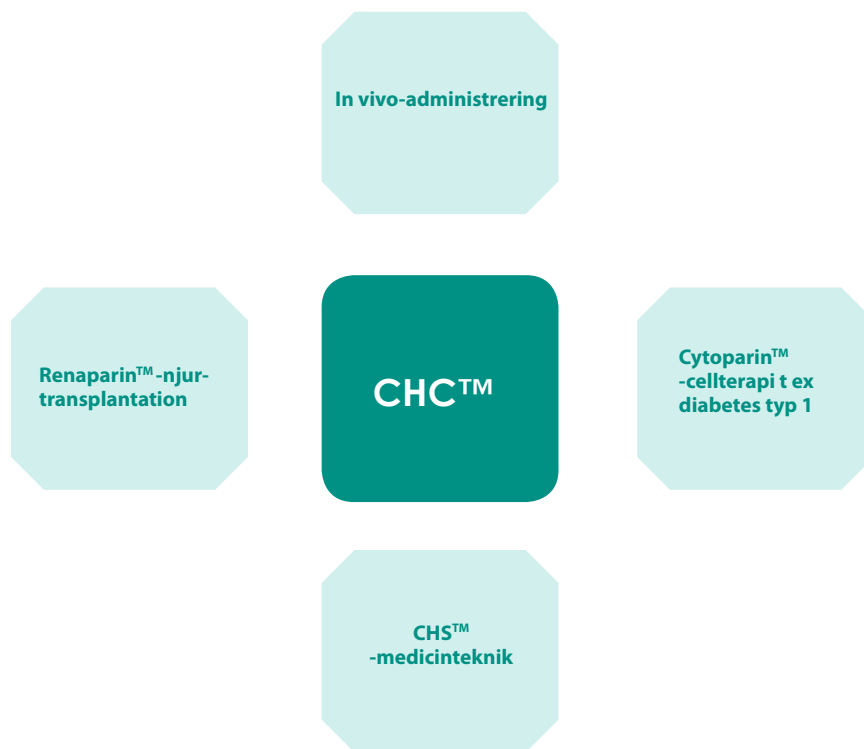 In vivo-administrering
Renaparin™-njur-
transplantation
CHC™
Cytoparin™
-cellterapi t ex
diabetes typ 1
CHS™
-medicinteknik